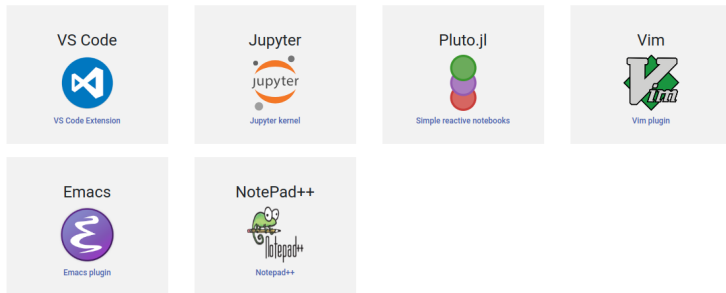 VS Code
VS Code Extension
Jupyter
jupyter
Jupyter kernel
Pluto.jl
Simple reactive notebooks
Vim
Vim
Vim plugin
Emacs
Emacs plugin
NotePad++
Notepad++
Notepad++